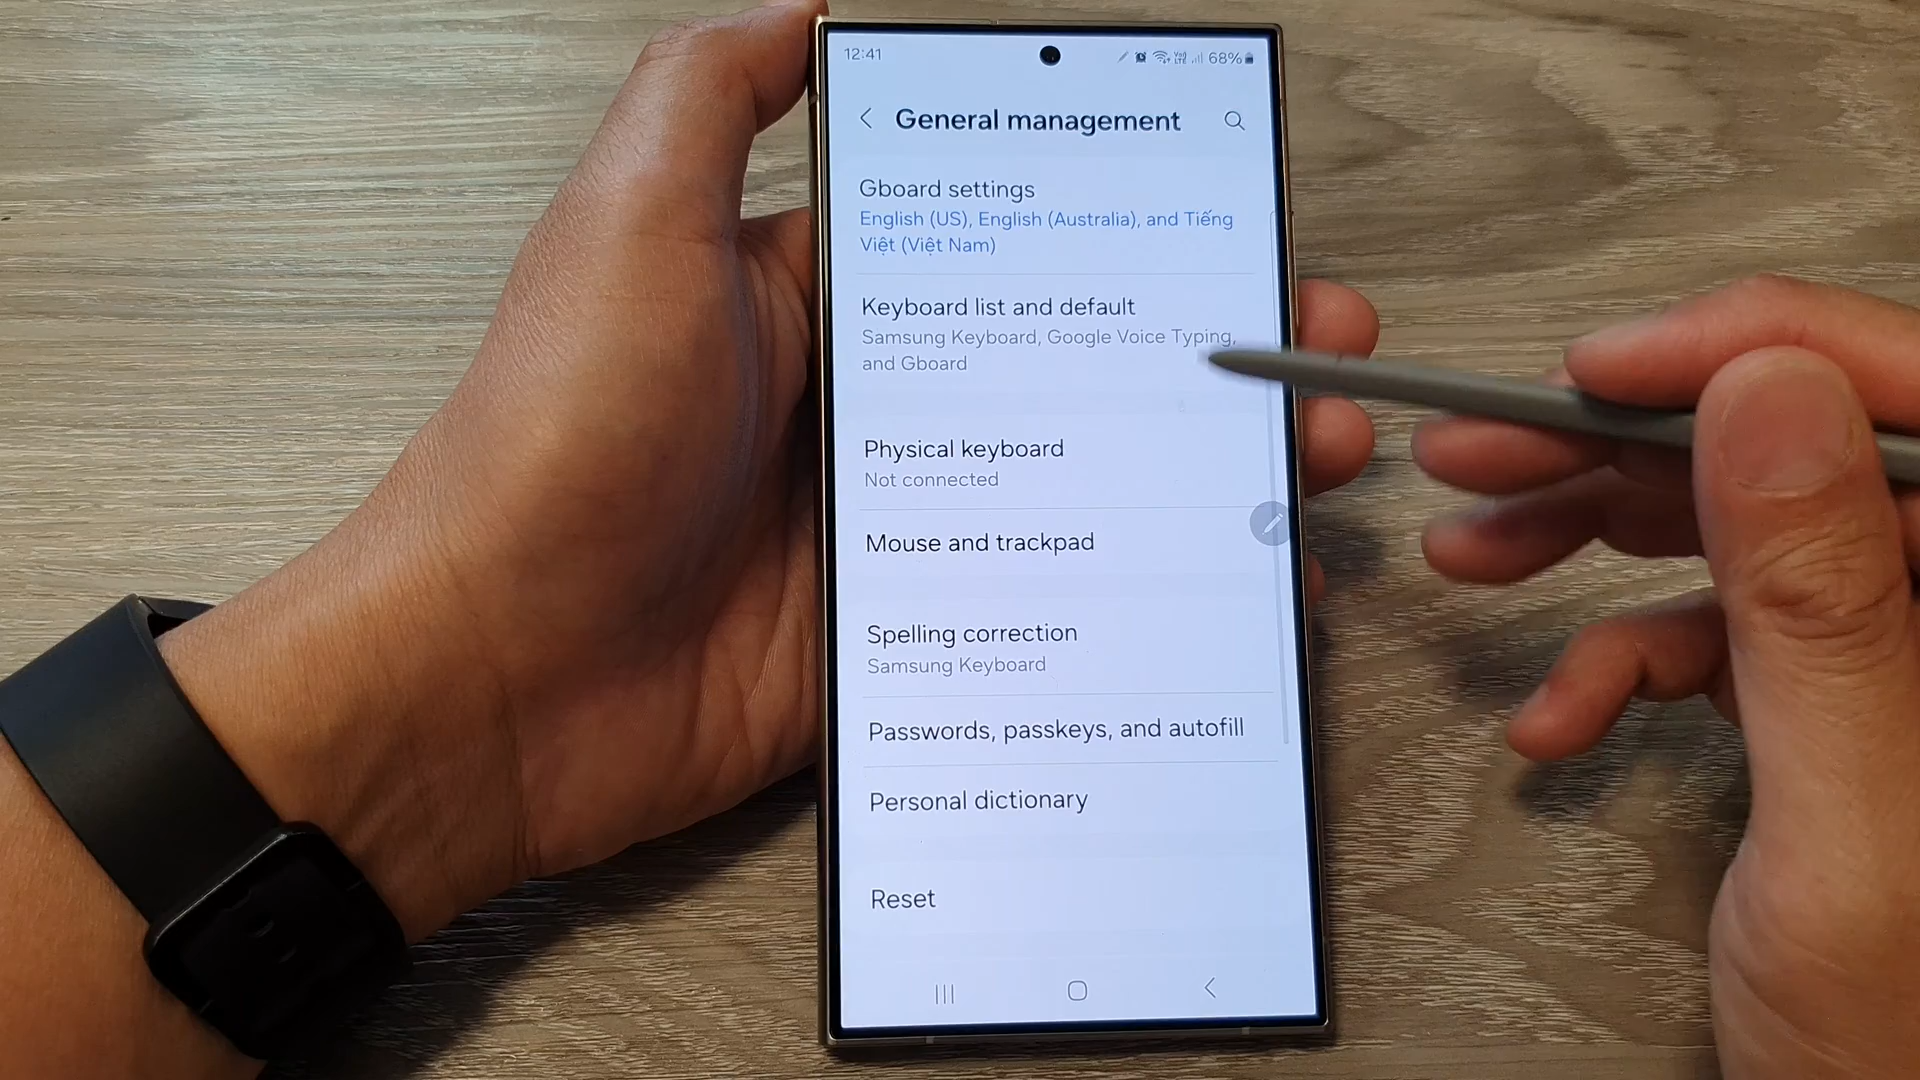 12:41
68%
General management
Gboard settings
English (US), English (Australia), and Tiếng
Việt (Việt Nam)
Keyboard list and default
Samsung Keyboard, Google Voice Typing,
and Gboard
Physical keyboard
Not connected
Mouse and trackpad
Spelling correction
Samsung Keyboard
Passwords, passkeys, and autofill
Personal dictionary
Reset